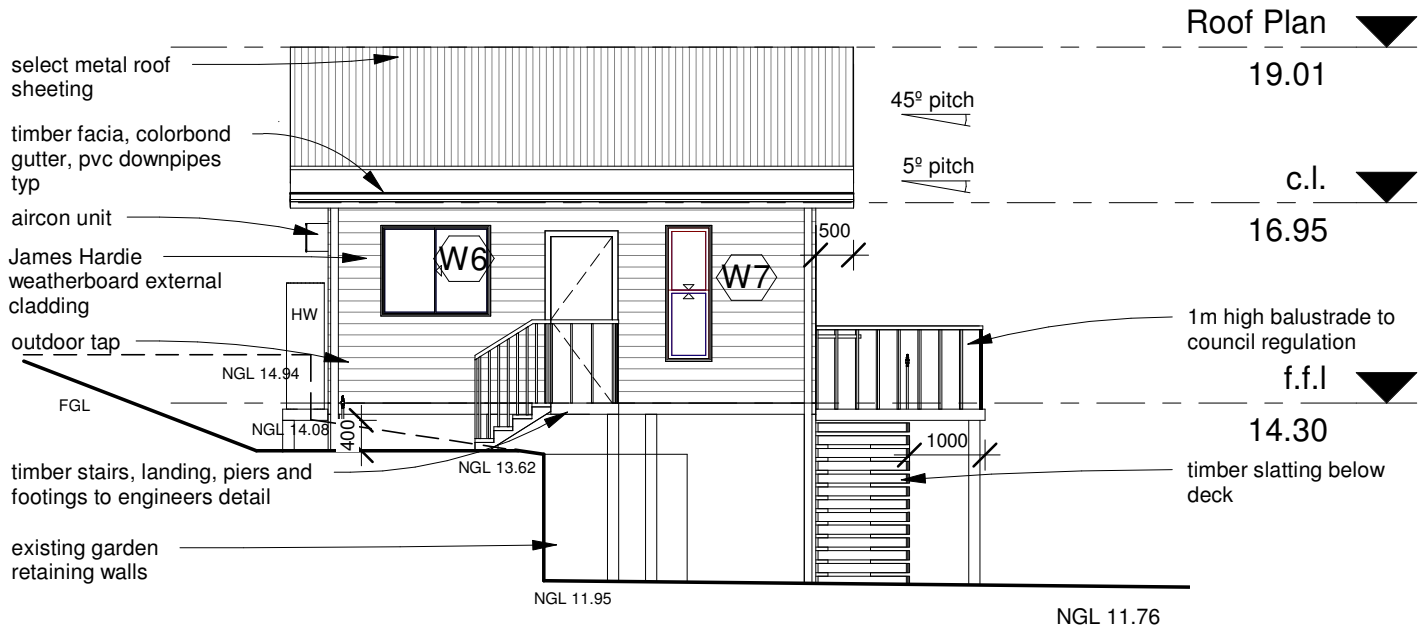 Roof Plan
19.01
select metal roof
sheeting
45º pitch
timber facia, colorbond
gutter, pvc downpipes
typ
5º pitch
c.l.
16.95
aircon unit
500
James Hardie
weatherboard external
cladding
W6
W7
HW
1m high balustrade to
council regulation
outdoor tap
NGL 14.94
f.f.l
14.30
FGL
NGL 14.08
400
1000
timber stairs, landing, piers and
footings to engineers detail
NGL 13.62
timber slatting below
deck
existing garden
retaining walls
NGL 11.95
NGL 11.76